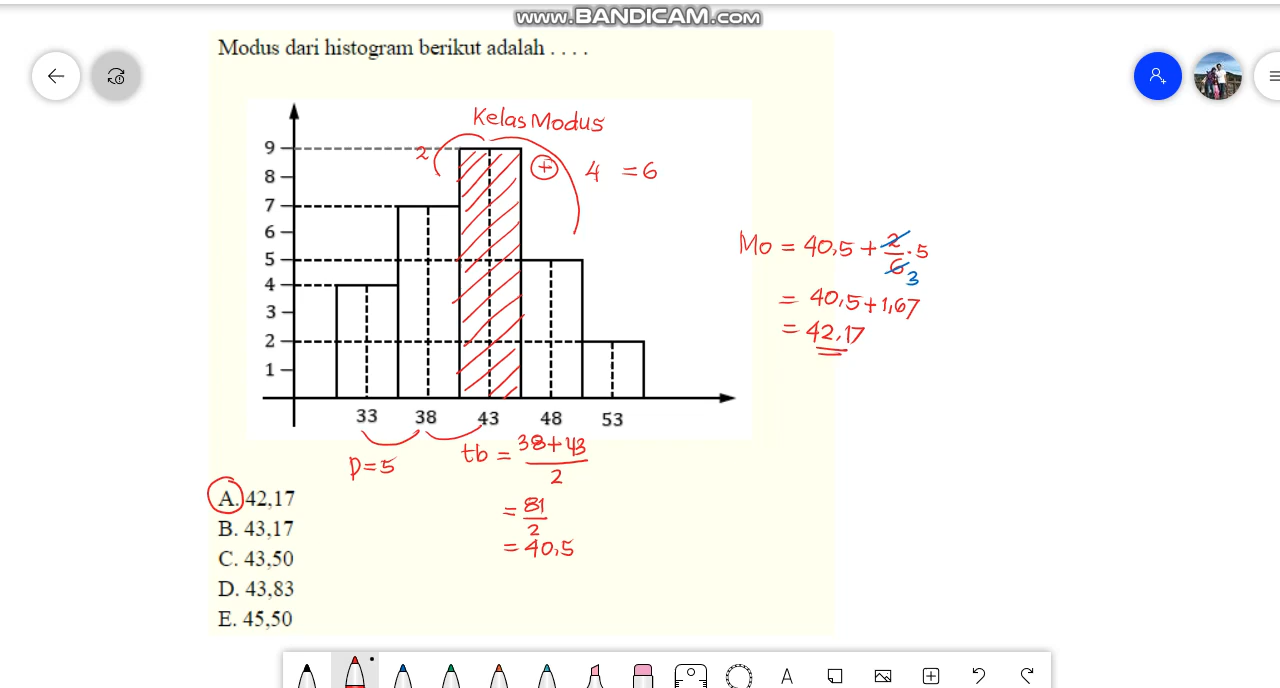 www.BANDICAM.com
Modus dari histogram berikut adalah . . . .
Kelas Modus
9
8
7
6
5
4
3
2
1
2
+ 4 = 6
33 38 43 48 53
p = 5
tb = 38 + 43 / 2
= 81 / 2
= 40,5
Mo = 40,5 + 2/6 . 5
3
= 40,5 + 1,67
= 42,17
A. 42,17
B. 43,17
C. 43,50
D. 43,83
E. 45,50
A